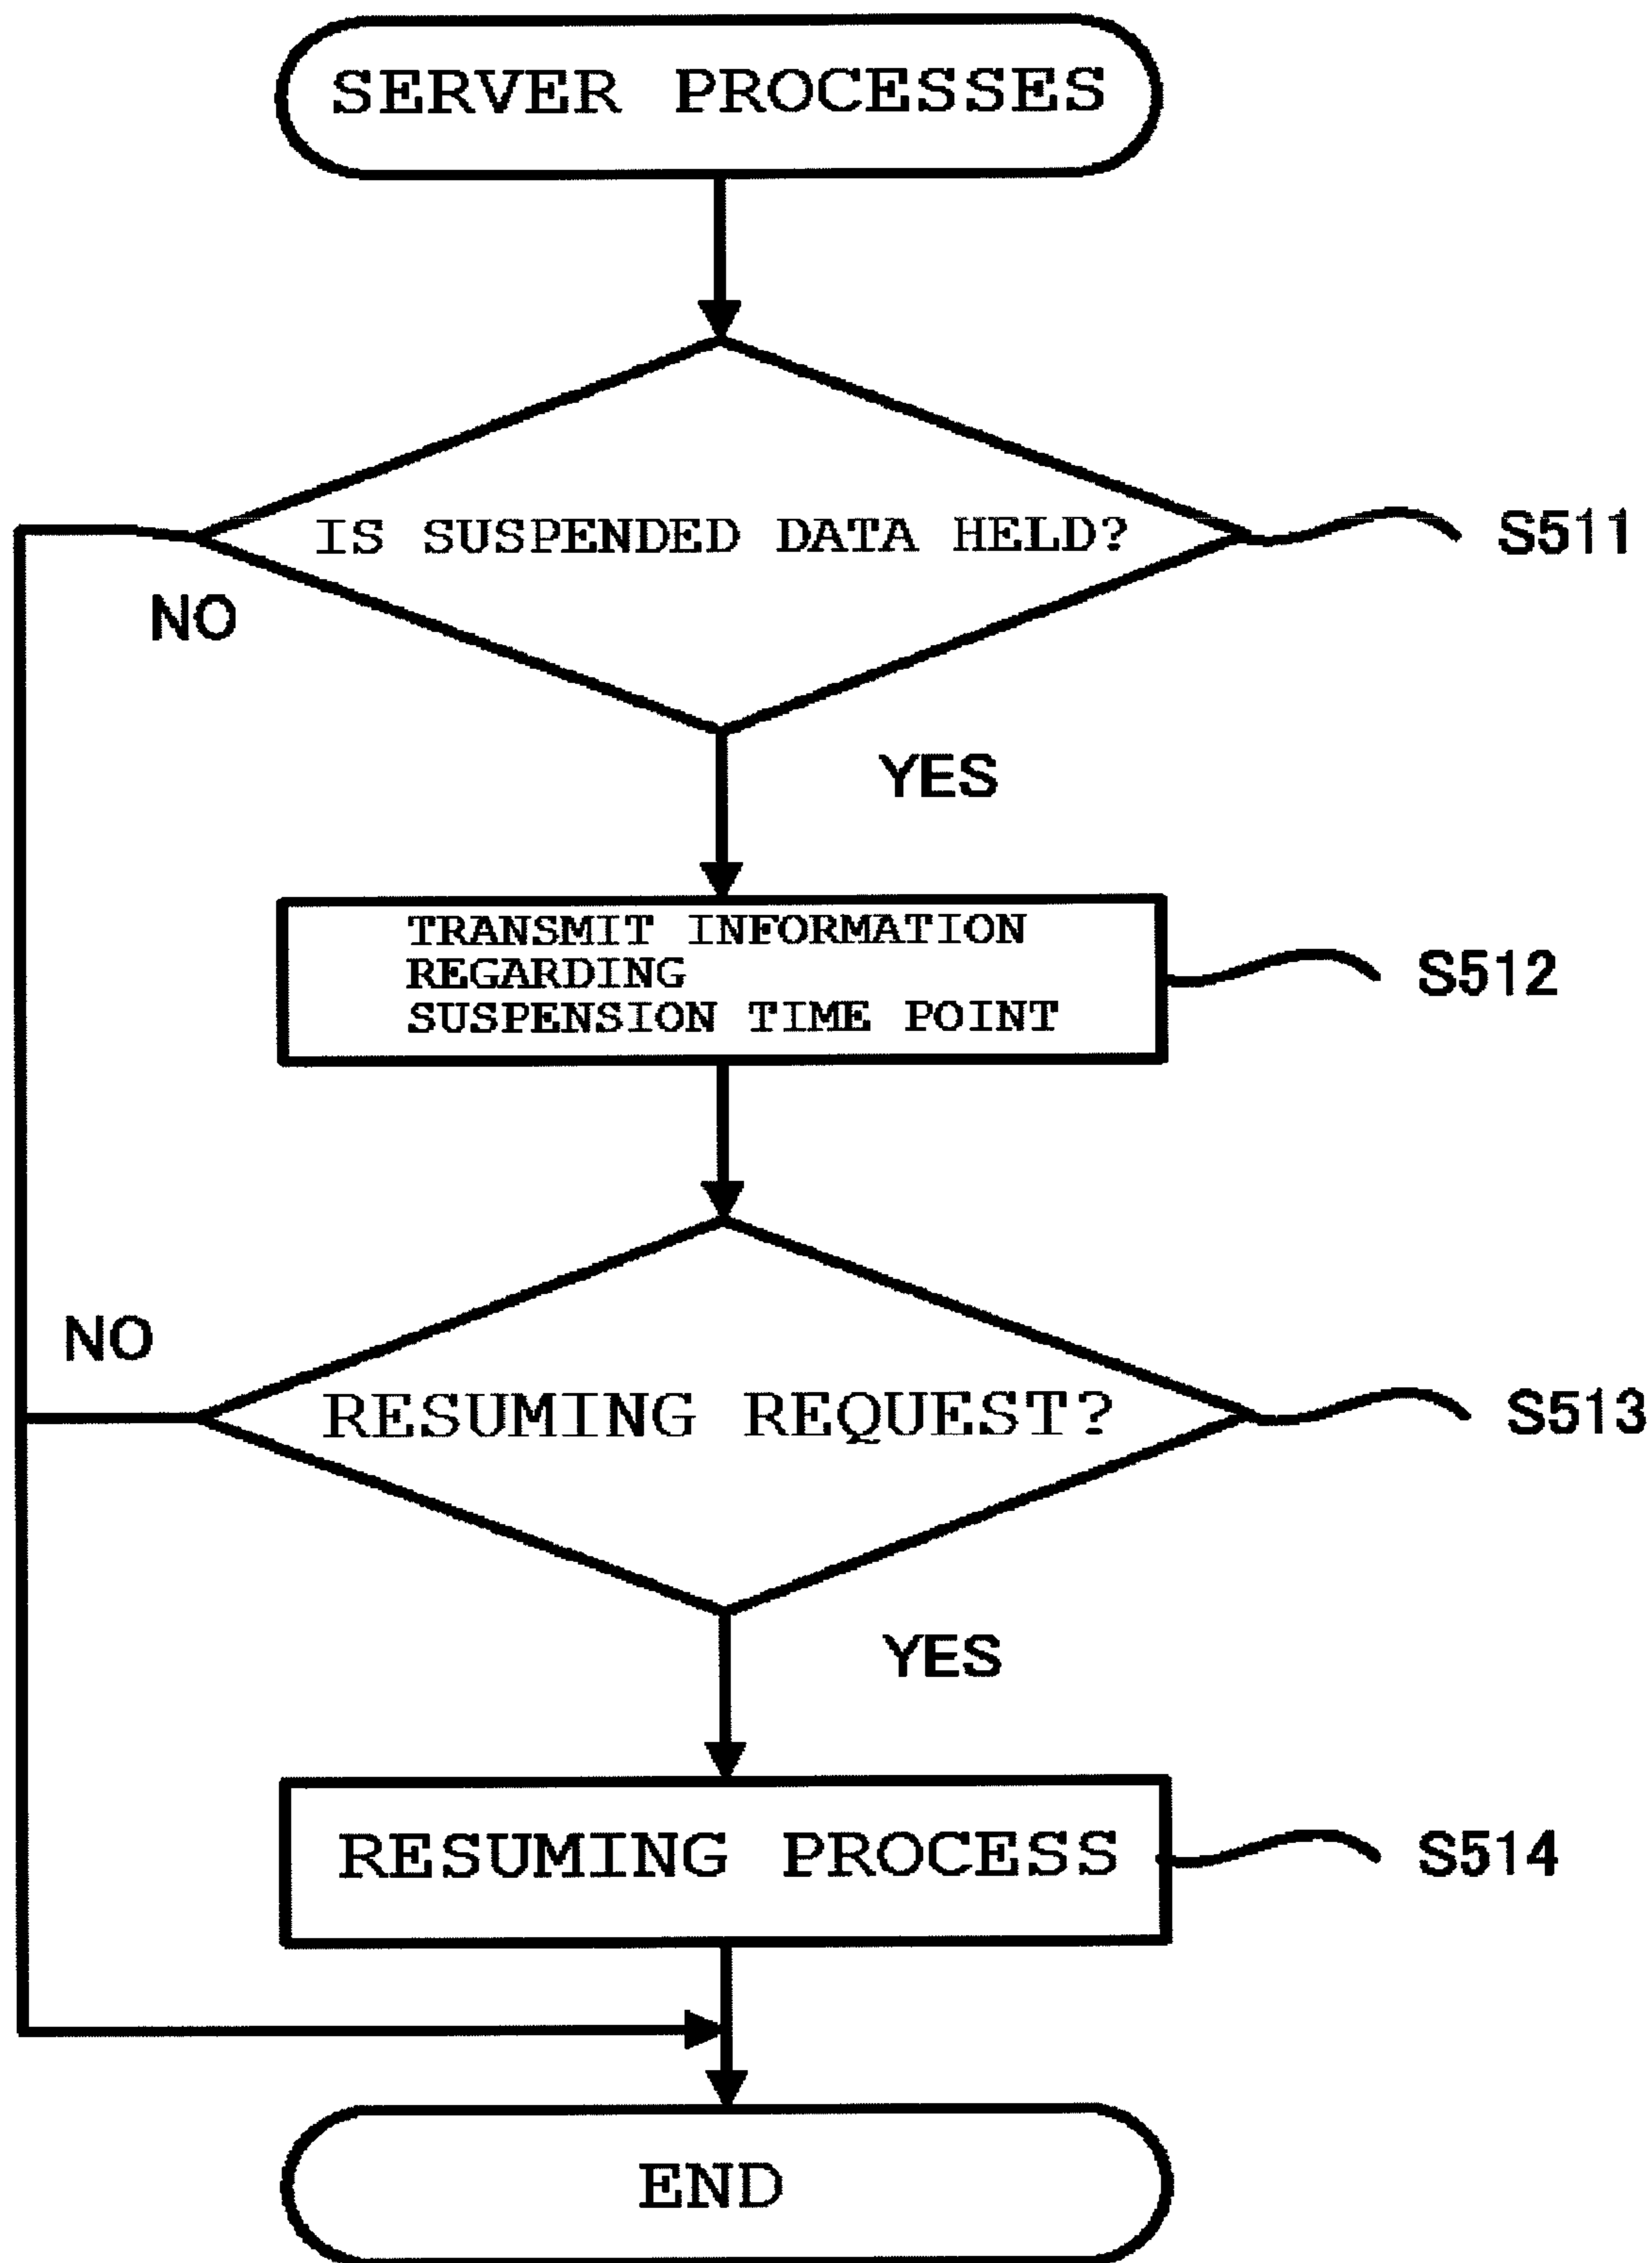 SERVER PROCESSES
IS SUSPENDED DATA HELD?
S511
NO
YES
TRANSMIT INFORMATION
REGARDING
SUSPENSION TIME POINT
S512
NO
RESUMING REQUEST?
S513
YES
RESUMING PROCESS
S514
END